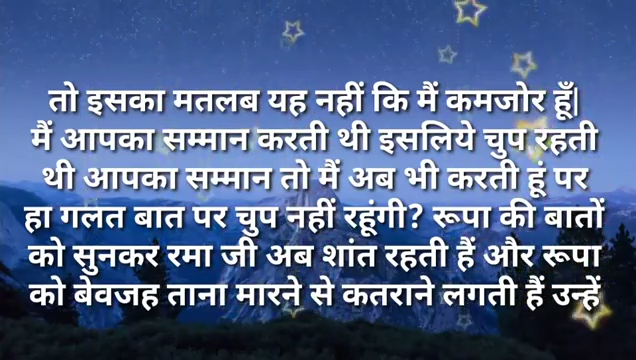 तो इसका मतलब यह नहीं कि मैं कमजोर हूँ|
मैं आपका सम्मान करती थी इसलिये चुप रहती
थी आपका सम्मान तो मैं अब भी करती हूं पर
हा गलत बात पर चुप नहीं रहूंगी? रूपा की बातों
को सुनकर रमा जी अब शांत रहती हैं और रूपा
को बेवजह ताना मारने से कतराने लगती हैं उन्हें